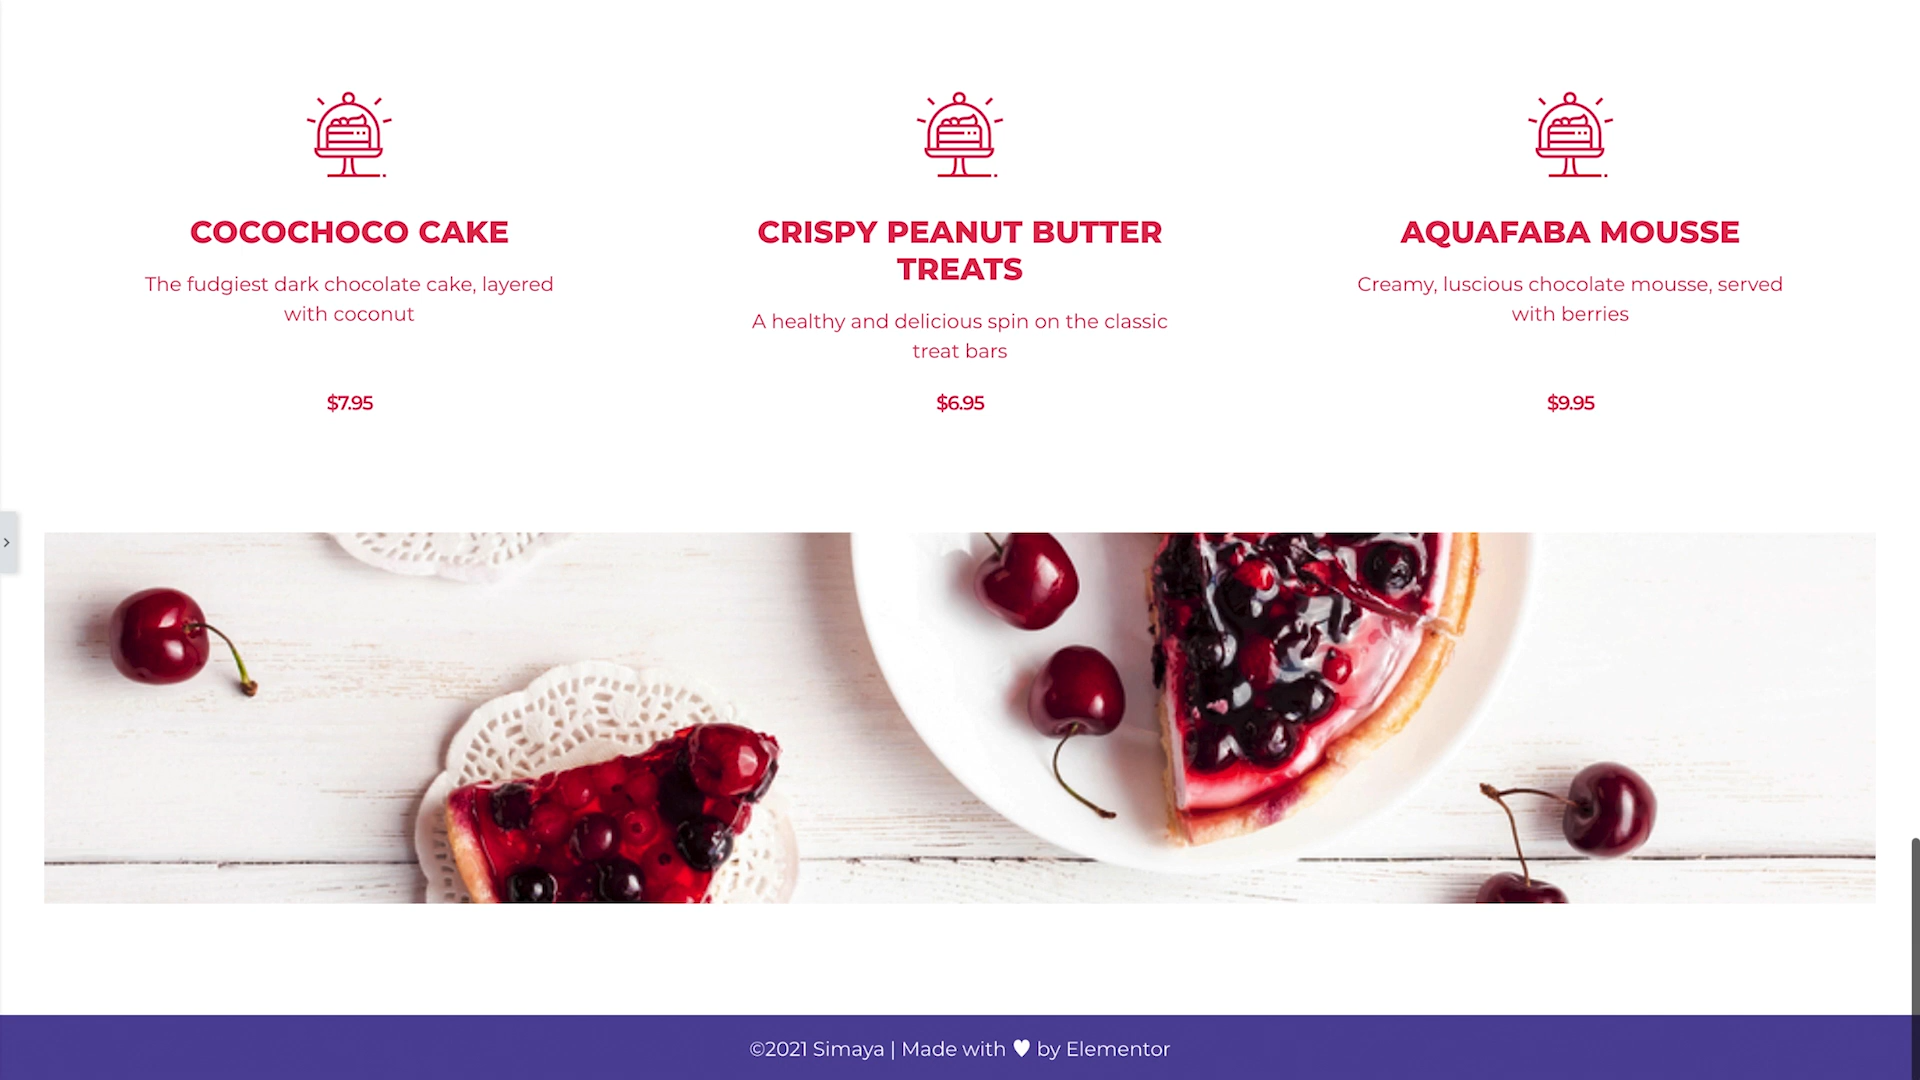 COCOCHOCO CAKE
The fudgiest dark chocolate cake, layered
with coconut
$7.95
CRISPY PEANUT BUTTER
TREATS
A healthy and delicious spin on the classic
treat bars
$6.95
AQUAFABA MOUSSE
Creamy, luscious chocolate mousse, served
with berries
$9.95
©2021 Simaya | Made with ♥ by Elementor